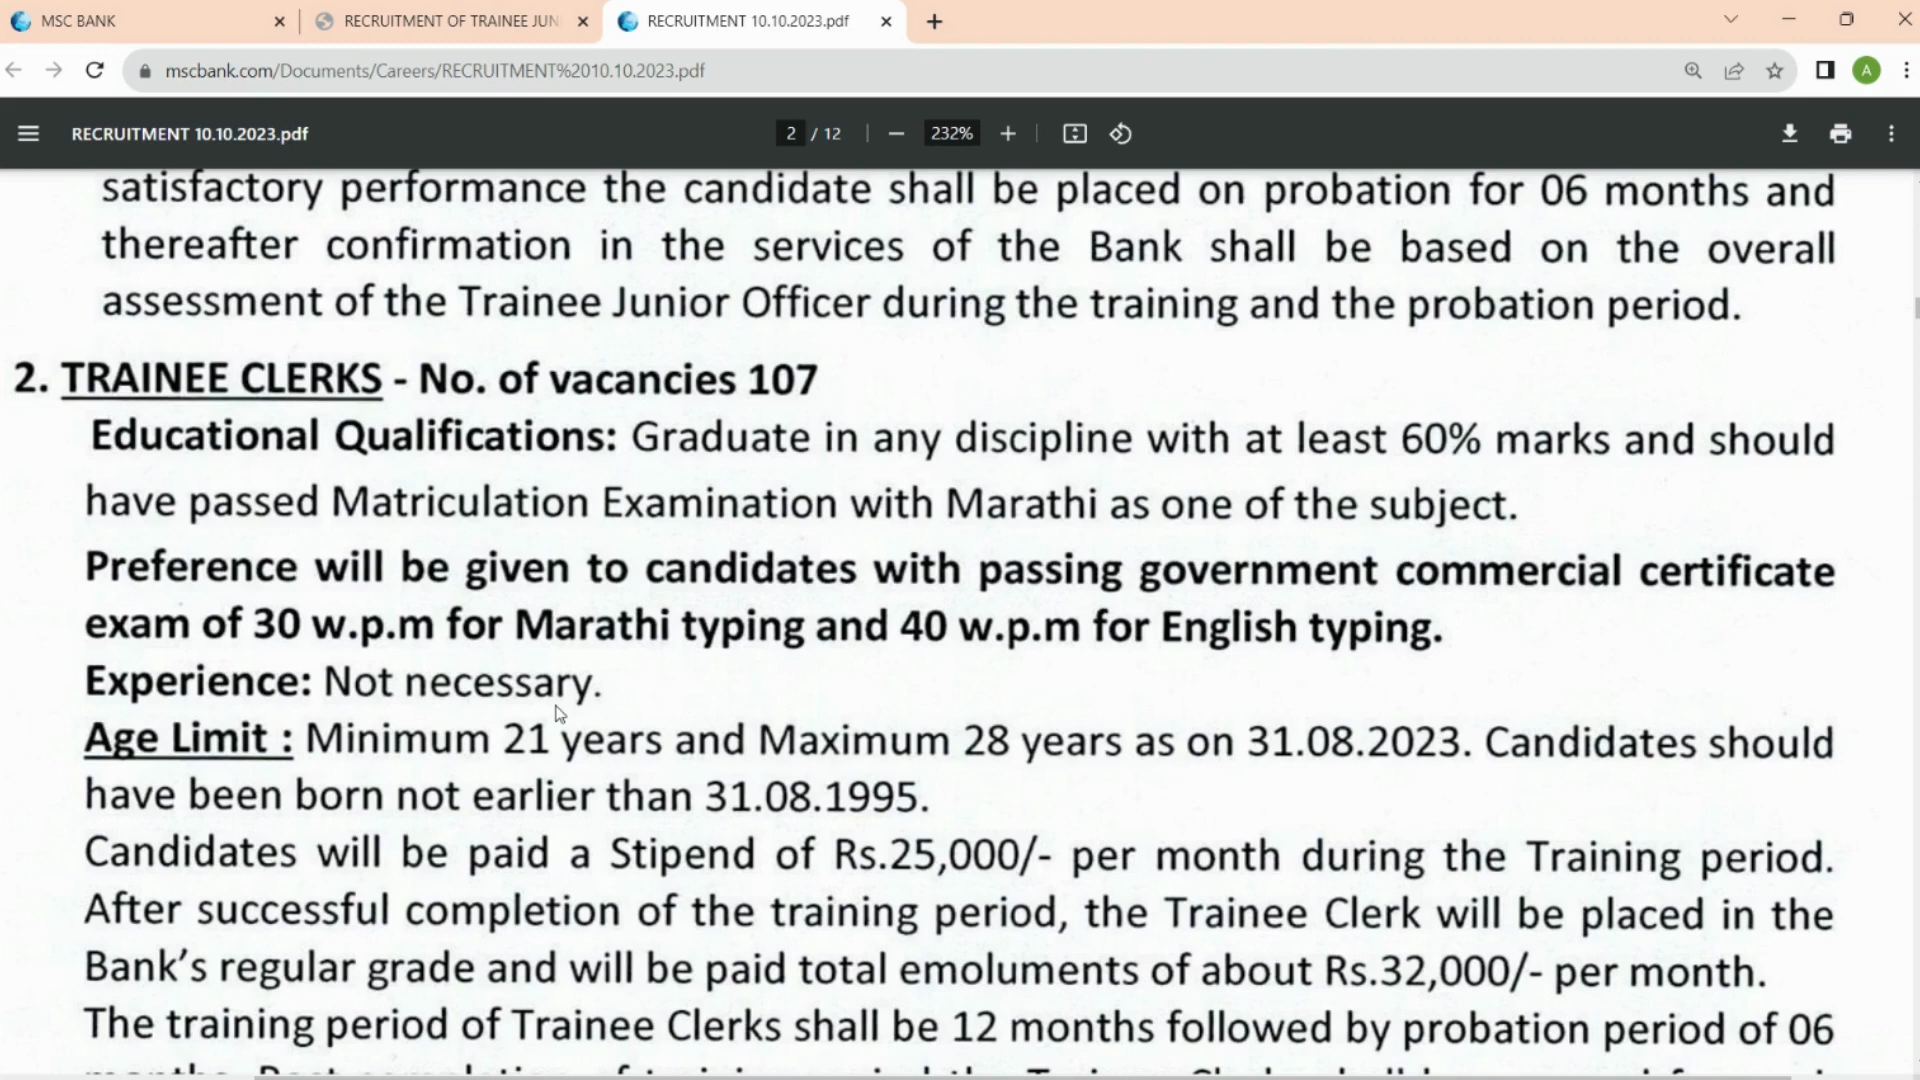 MSC BANK
RECRUITMENT OF TRAINEE JUN
RECRUITMENT 10.10.2023.pdf
mscbank.com/Documents/Careers/RECRUITMENT%2010.10.2023.pdf
A
RECRUITMENT 10.10.2023.pdf
2 / 12
232%
satisfactory performance the candidate shall be placed on probation for 06 months and
thereafter confirmation in the services of the Bank shall be based on the overall
assessment of the Trainee Junior Officer during the training and the probation period.
2. TRAINEE CLERKS - No. of vacancies 107
Educational Qualifications: Graduate in any discipline with at least 60% marks and should
have passed Matriculation Examination with Marathi as one of the subject.
Preference will be given to candidates with passing government commercial certificate
exam of 30 w.p.m for Marathi typing and 40 w.p.m for English typing.
Experience: Not necessary.
Age Limit : Minimum 21 years and Maximum 28 years as on 31.08.2023. Candidates should
have been born not earlier than 31.08.1995.
Candidates will be paid a Stipend of Rs.25,000/- per month during the Training period.
After successful completion of the training period, the Trainee Clerk will be placed in the
Bank’s regular grade and will be paid total emoluments of about Rs.32,000/- per month.
The training period of Trainee Clerks shall be 12 months followed by probation period of 06